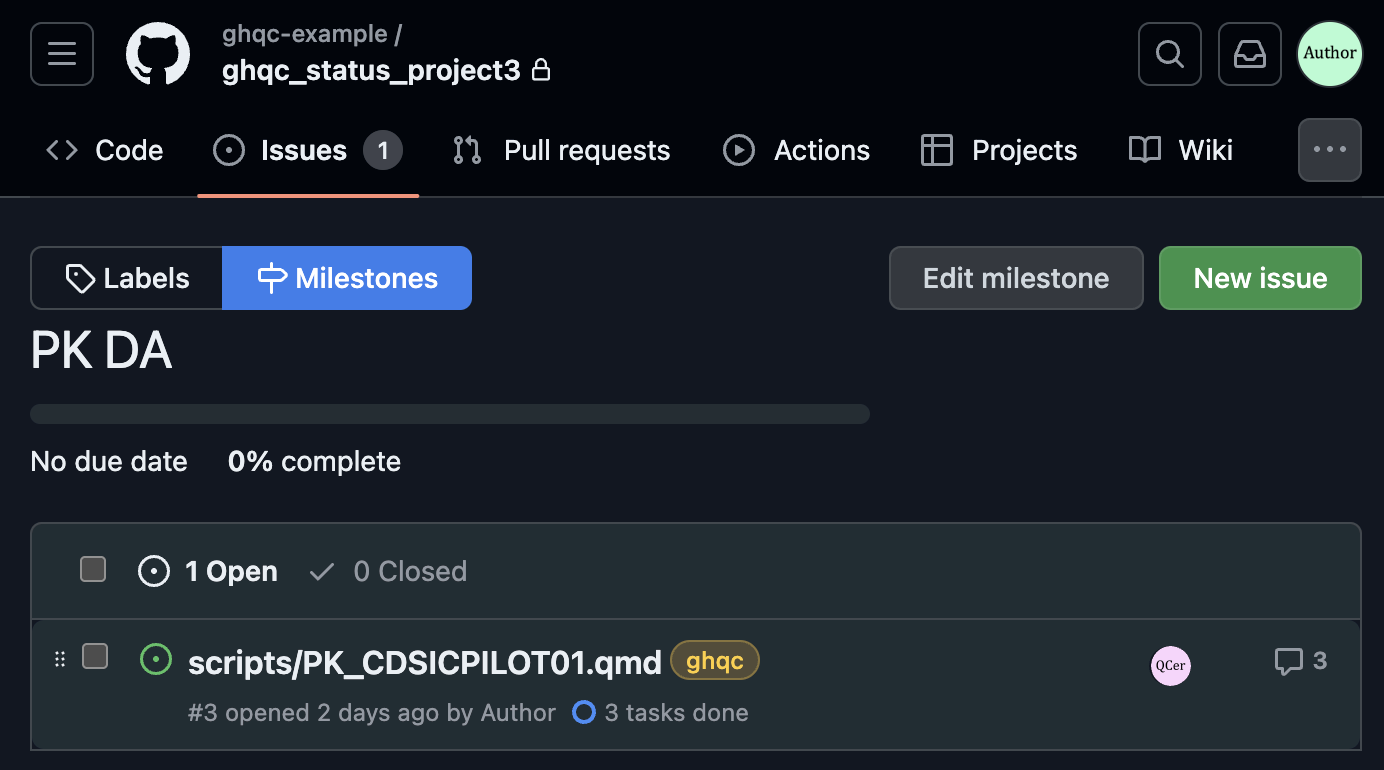 ghqc-example /
ghqc_status_project3
Author
Code
Issues 1
Pull requests
Actions
Projects
Wiki
Labels
Milestones
Edit milestone
New issue
PK DA
No due date 0% complete
1 Open 0 Closed
scripts/PK_CDSICPILOT01.qmd ghqc
QCer
3
#3 opened 2 days ago by Author 3 tasks done